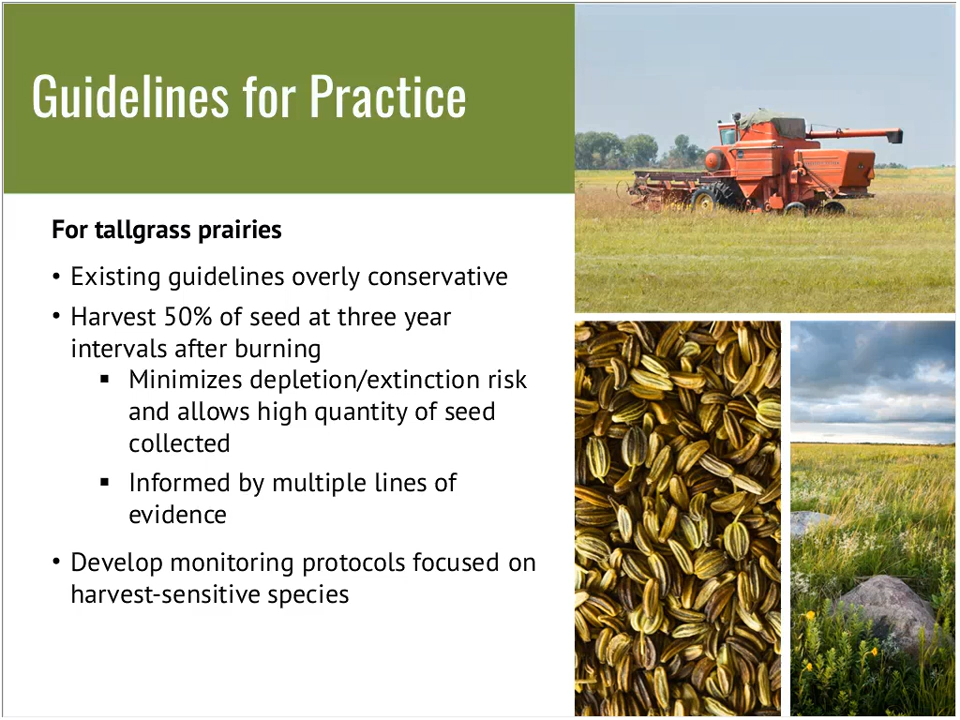 Guidelines for Practice
For tallgrass prairies
• Existing guidelines overly conservative
• Harvest 50% of seed at three year
intervals after burning
▪ Minimizes depletion/extinction risk
and allows high quantity of seed
collected
▪ Informed by multiple lines of
evidence
• Develop monitoring protocols focused on
harvest-sensitive species